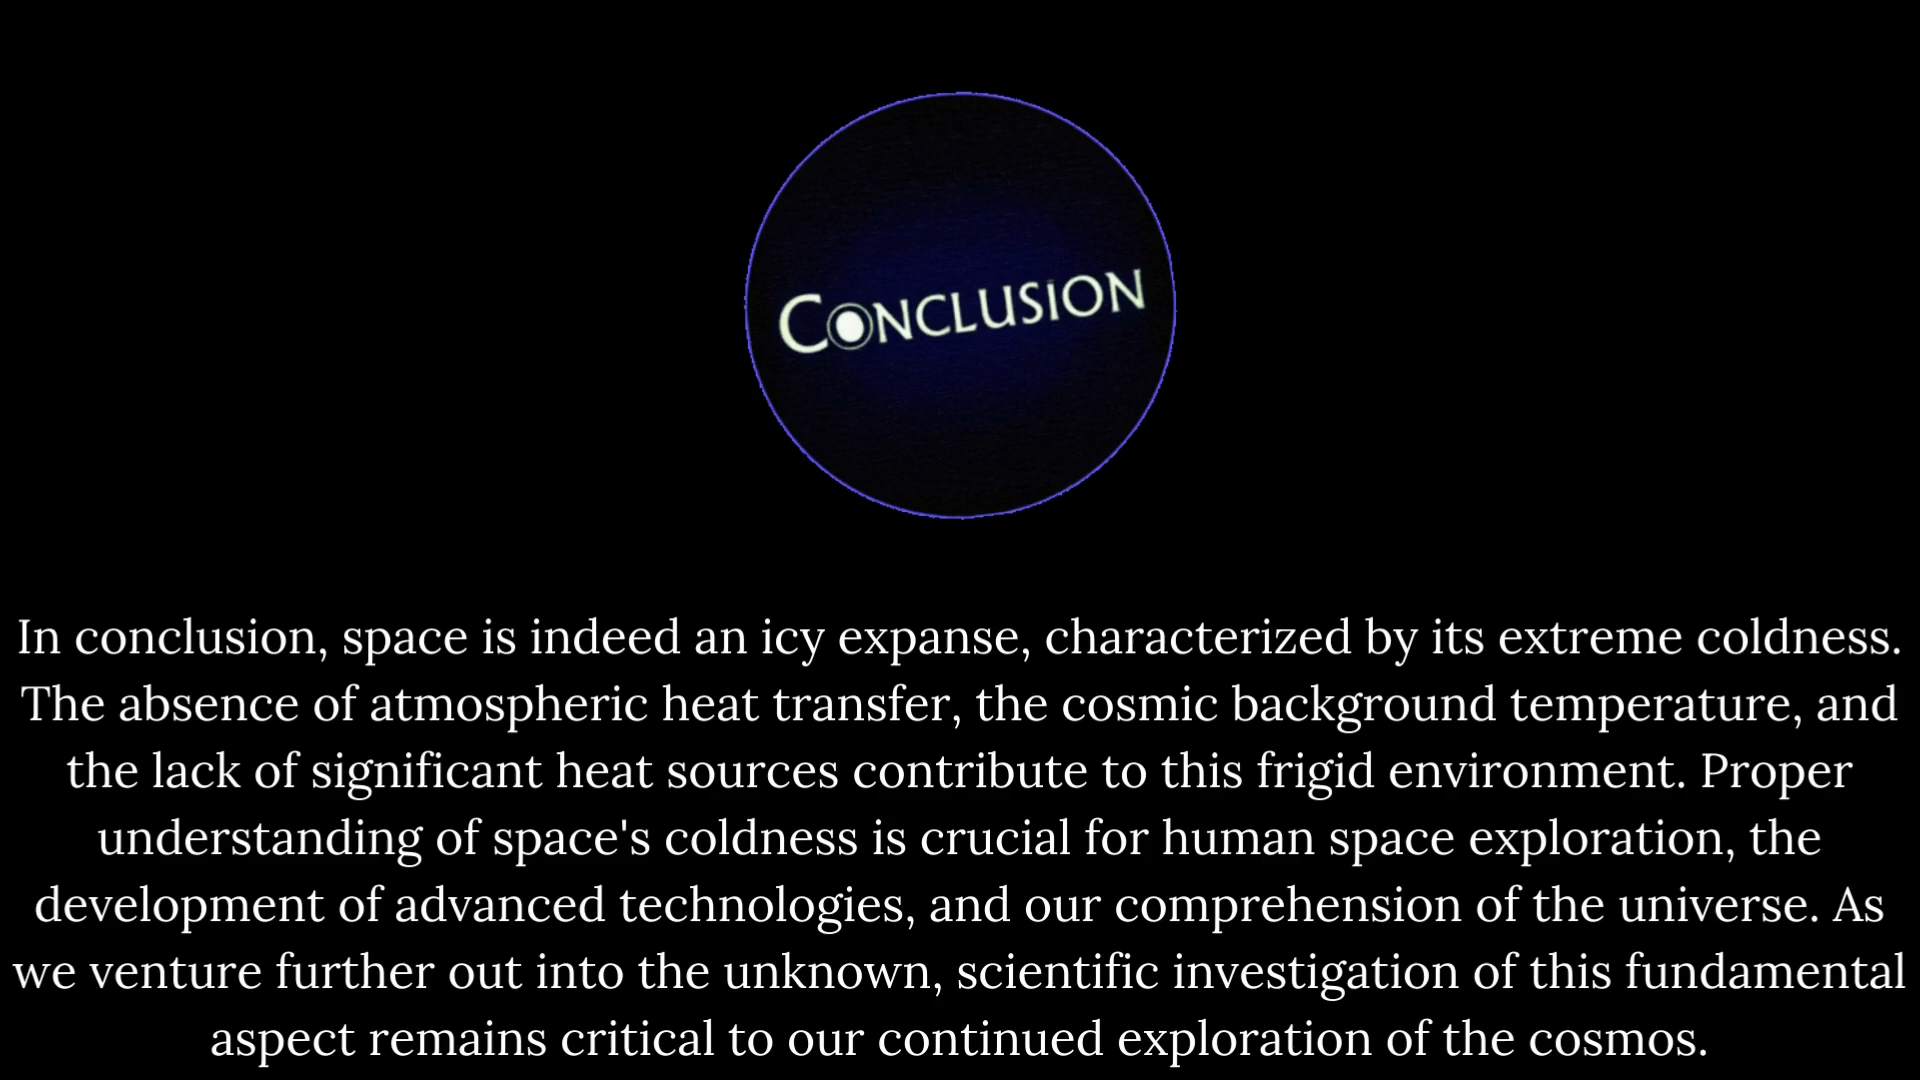 CONCLUSION
In conclusion, space is indeed an icy expanse, characterized by its extreme coldness.
The absence of atmospheric heat transfer, the cosmic background temperature, and
the lack of significant heat sources contribute to this frigid environment. Proper
understanding of space's coldness is crucial for human space exploration, the
development of advanced technologies, and our comprehension of the universe. As
we venture further out into the unknown, scientific investigation of this fundamental
aspect remains critical to our continued exploration of the cosmos.